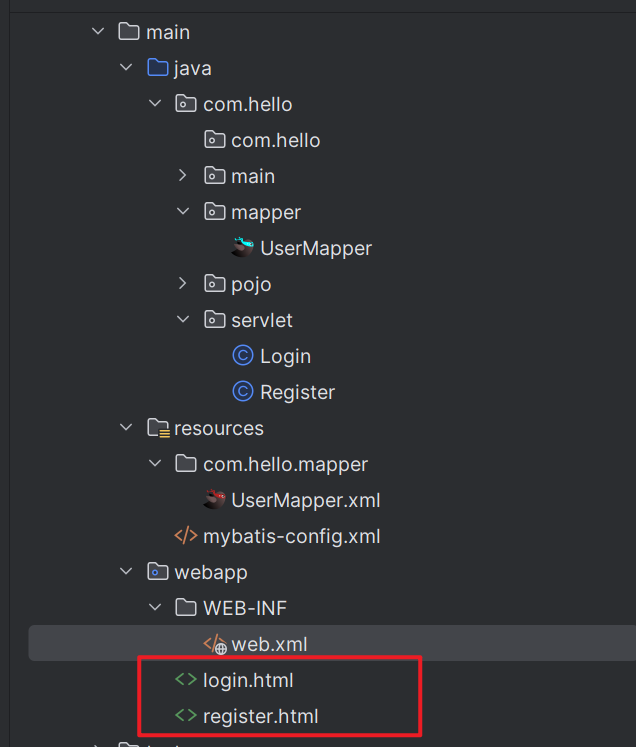 main
java
com.hello
com.hello
main
mapper
UserMapper
pojo
servlet
Login
Register
resources
com.hello.mapper
UserMapper.xml
mybatis-config.xml
webapp
WEB-INF
web.xml
login.html
register.html